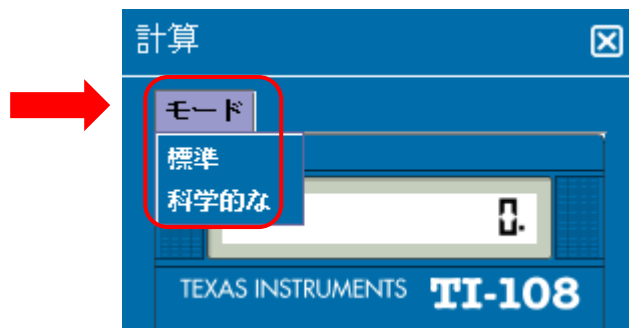 計算
モード
標準
科学的な
0.
TEXAS INSTRUMENTS TI-108